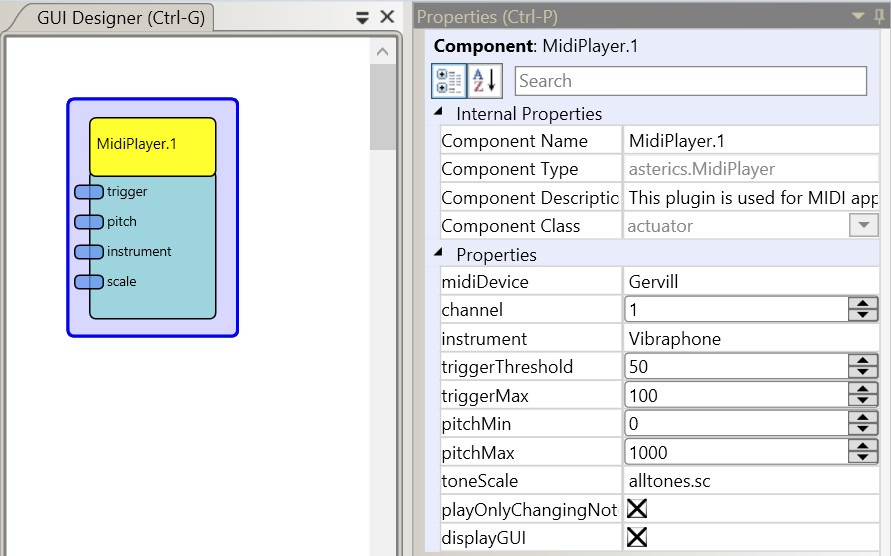 GUI Designer (Ctrl-G)
MidiPlayer.1
trigger
pitch
instrument
scale
Properties (Ctrl-P)
Component: MidiPlayer.1
A
Z
Search
Internal Properties
Component Name MidiPlayer.1
Component Type asterics.MidiPlayer
Component Descriptic This plugin is used for MIDI app
Component Class actuator
Properties
midiDevice Gervill
channel 1
instrument Vibraphone
triggerThreshold 50
triggerMax 100
pitchMin 0
pitchMax 1000
toneScale alltones.sc
playOnlyChangingNot
displayGUI